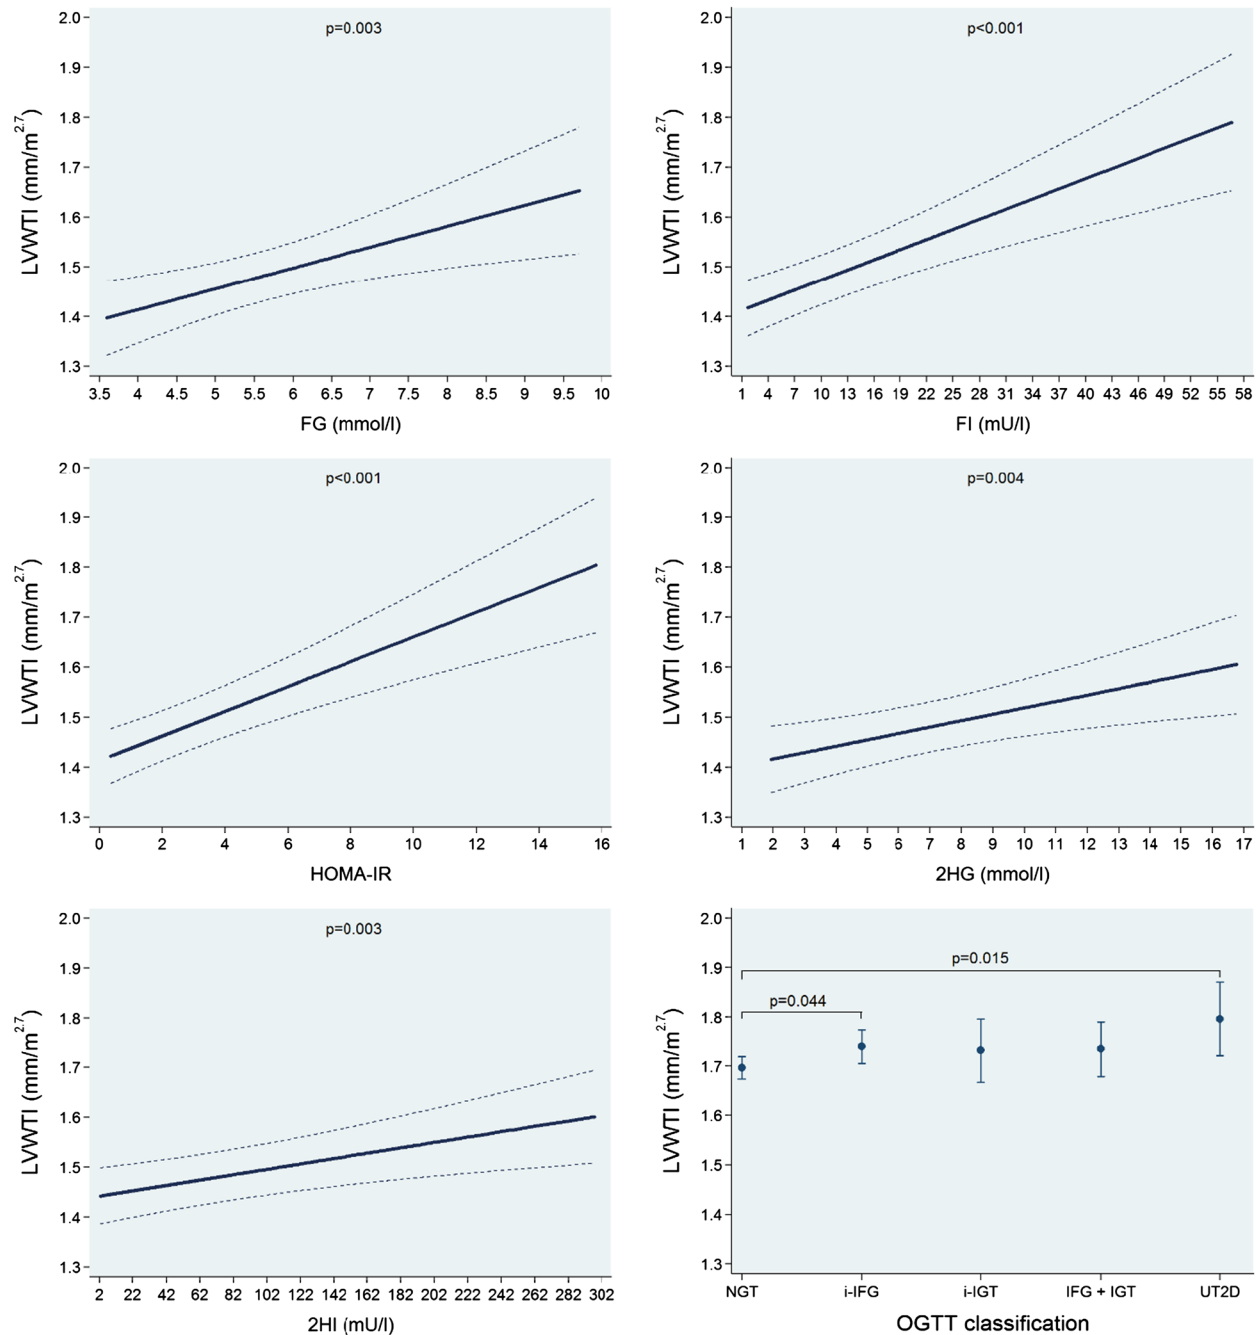 p=0.003
2.0
1.9
1.8
1.7
1.6
1.5
1.4
1.3
LVWTI (mm/m^2.7)
3.5 4 4.5 5 5.5 6 6.5 7 7.5 8 8.5 9 9.5 10
FG (mmol/l)
p<0.001
2.0
1.9
1.8
1.7
1.6
1.5
1.4
1.3
LVWTI (mm/m^2.7)
1 4 7 10 13 16 19 22 25 28 31 34 37 40 43 46 49 52 55 58
FI (mU/l)
p<0.001
2.0
1.9
1.8
1.7
1.6
1.5
1.4
1.3
LVWTI (mm/m^2.7)
0 2 4 6 8 10 12 14 16
HOMA-IR
p=0.004
2.0
1.9
1.8
1.7
1.6
1.5
1.4
1.3
LVWTI (mm/m^2.7)
1 2 3 4 5 6 7 8 9 10 11 12 13 14 15 16 17
2HG (mmol/l)
p=0.003
2.0
1.9
1.8
1.7
1.6
1.5
1.4
1.3
LVWTI (mm/m^2.7)
2 22 42 62 82 102 122 142 162 182 202 222 242 262 282 302
2HI (mU/l)
2.0
1.9
1.8
1.7
1.6
1.5
1.4
1.3
LVWTI (mm/m^2.7)
p=0.015
p=0.044
NGT i-IFG i-IGT IFG + IGT UT2D
OGTT classification